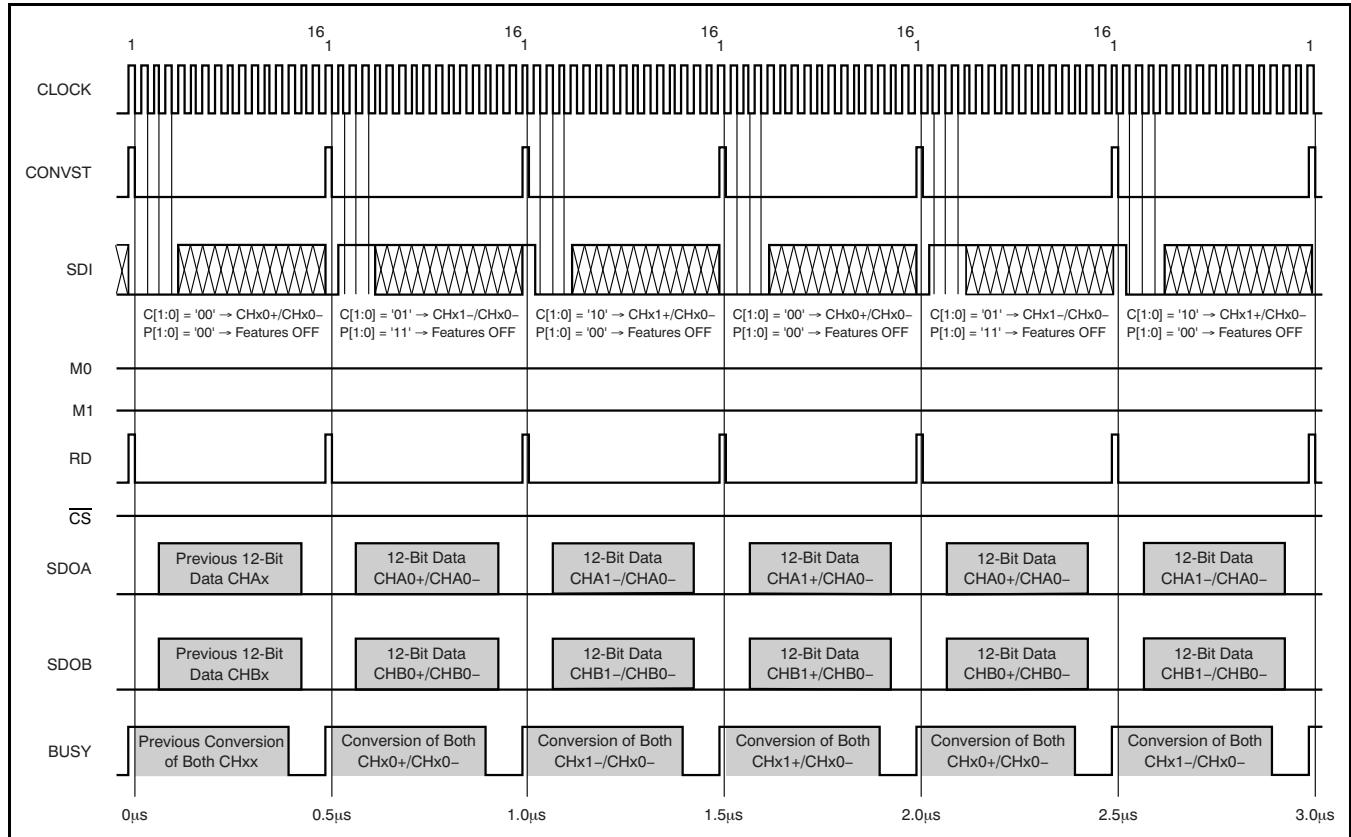 1 16 1 16 1 16 1 16 1 16 1 1
CLOCK
CONVST
SDI
C[1:0] = '00' → CHx0+/CHx0−
P[1:0] = '00' → Features OFF
C[1:0] = '01' → CHx1−/CHx0−
P[1:0] = '11' → Features OFF
C[1:0] = '10' → CHx1+/CHx0−
P[1:0] = '00' → Features OFF
C[1:0] = '00' → CHx0+/CHx0−
P[1:0] = '00' → Features OFF
C[1:0] = '01' → CHx1−/CHx0−
P[1:0] = '11' → Features OFF
C[1:0] = '10' → CHx1+/CHx0−
P[1:0] = '00' → Features OFF
M0
M1
RD
CS
SDOA
Previous 12-Bit
Data CHAx
12-Bit Data
CHA0+/CHA0−
12-Bit Data
CHA1−/CHA0−
12-Bit Data
CHA1+/CHA0−
12-Bit Data
CHA0+/CHA0−
12-Bit Data
CHA1−/CHA0−
SDOB
Previous 12-Bit
Data CHBx
12-Bit Data
CHB0+/CHB0−
12-Bit Data
CHB1−/CHB0−
12-Bit Data
CHB1+/CHB0−
12-Bit Data
CHB0+/CHB0−
12-Bit Data
CHB1−/CHB0−
BUSY
Previous Conversion
of Both CHxx
Conversion of Both
CHx0+/CHx0−
Conversion of Both
CHx1−/CHx0−
Conversion of Both
CHx1+/CHx0−
Conversion of Both
CHx0+/CHx0−
Conversion of Both
CHx1−/CHx0−
0µs 0.5µs 1.0µs 1.5µs 2.0µs 2.5µs 3.0µs